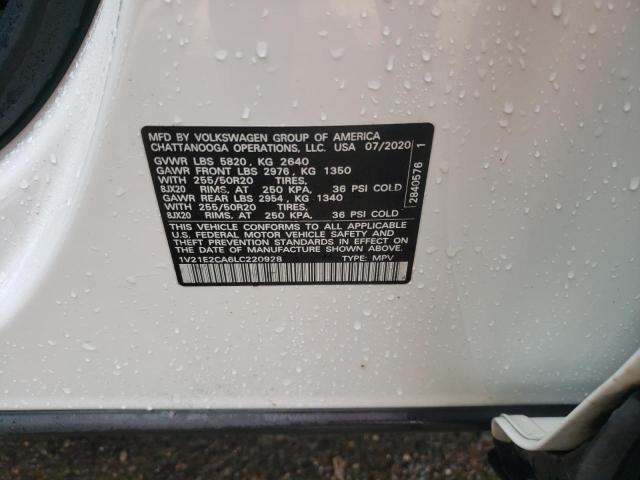 MFD BY VOLKSWAGEN GROUP OF AMERICA
CHATTANOOGA OPERATIONS, LLC. USA 07/2020
GVWR LBS 5820, KG 2640
GAWR FRONT LBS 2976, KG 1350
WITH 255/50R20 TIRES,
8JX20 RIMS, AT 250 KPA, 36 PSI COLD
GAWR REAR LBS 2954, KG 1340
WITH 255/50R20 TIRES,
8JX20 RIMS, AT 250 KPA, 36 PSI COLD
THIS VEHICLE CONFORMS TO ALL APPLICABLE
U.S. FEDERAL MOTOR VEHICLE SAFETY AND
THEFT PREVENTION STANDARDS IN EFFECT ON
THE DATE OF MANUFACTURE SHOWN ABOVE.
1V21E2CA6LC220928 TYPE: MPV
2840576 1